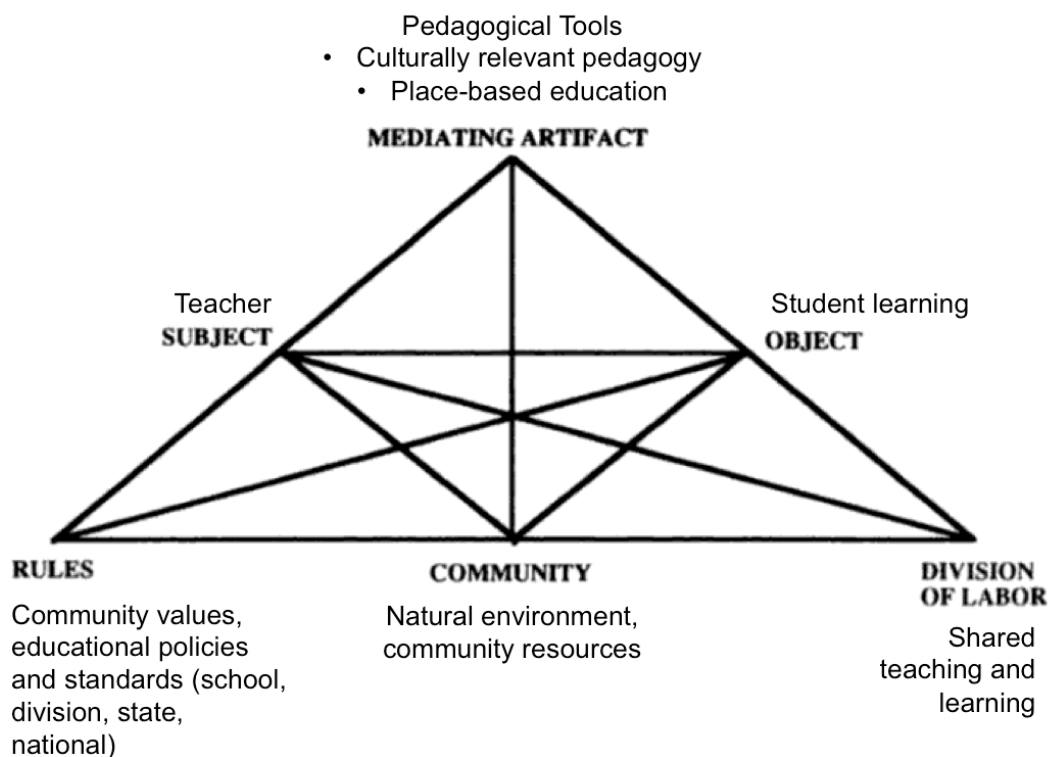 Pedagogical Tools
• Culturally relevant pedagogy
• Place-based education
MEDIATING ARTIFACT
Teacher
SUBJECT
Student learning
OBJECT
RULES
Community values,
educational policies
and standards (school,
division, state,
national)
COMMUNITY
Natural environment,
community resources
DIVISION
OF LABOR
Shared
teaching and
learning